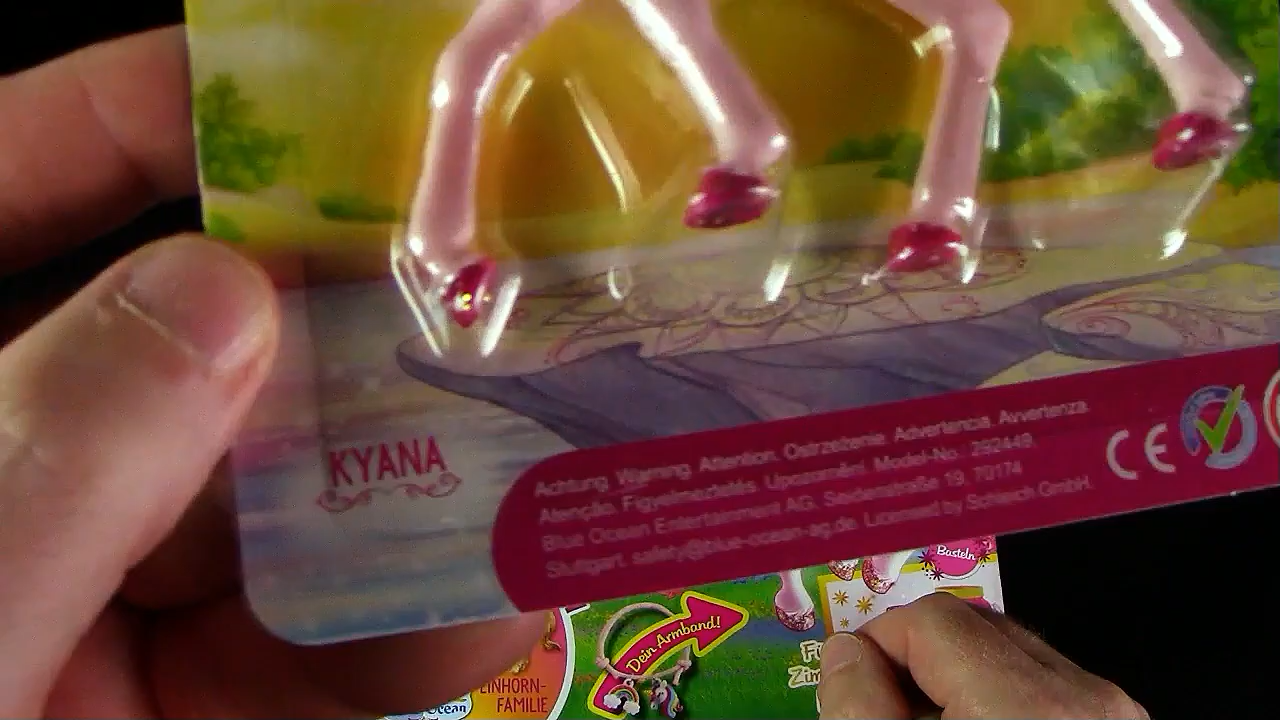 KYANA
Achtung. Warning. Attention. Ostrzeżenie. Advertencia. Avvertenza.
Atenção. Figyelmeztetés. Upozornění. Model-No.: 292449.
Blue Ocean Entertainment AG, Seidenstraße 19, 70174
Stuttgart. safety@blue-ocean-ag.de. Licensed by Schleich GmbH.
CE
Basteln
Dein Armband!
EINHORN-
FAMILIE
Ocean